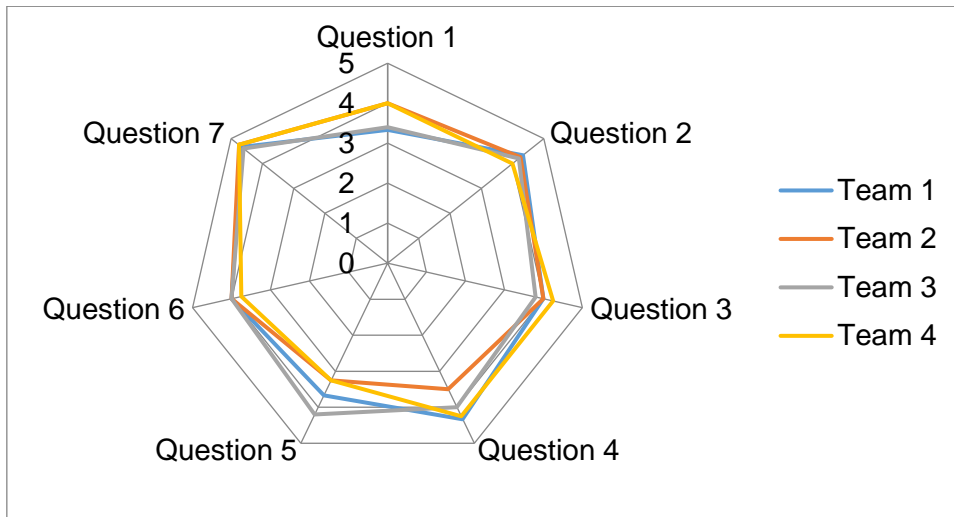 Question 1
5
4
3
2
1
0
Question 2
Question 3
Question 4
Question 5
Question 6
Question 7
Team 1
Team 2
Team 3
Team 4